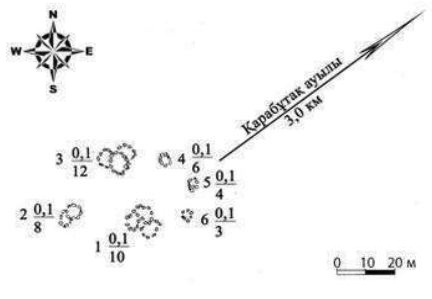 N
W E
S
Қарабұтақ ауылы
3,0 км
3 0,1/12
4 0,1/6
5 0,1/4
2 0,1/8
6 0,1/3
1 0,1/10
0 10 20 м